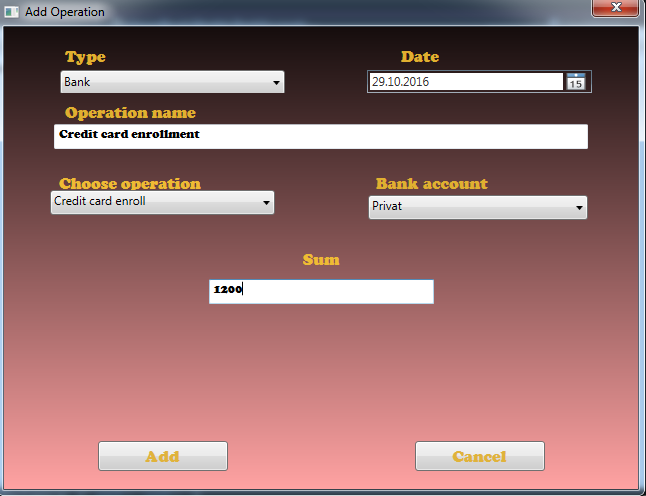 Add Operation
Type
Date
Bank
29.10.2016
15
Operation name
Credit card enrollment
Choose operation
Bank account
Credit card enroll
Privat
Sum
1200
Add
Cancel